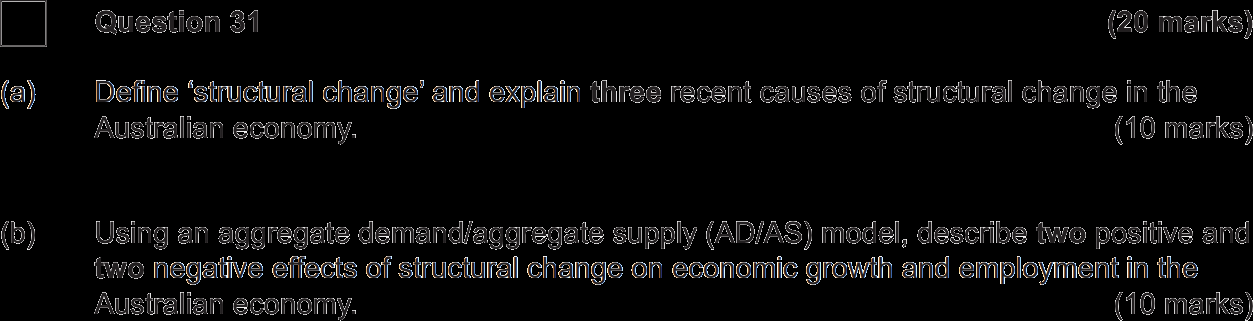 Question 31 (20 marks)
(a) Define ‘structural change’ and explain three recent causes of structural change in the
Australian economy. (10 marks)
(b) Using an aggregate demand/aggregate supply (AD/AS) model, describe two positive and
two negative effects of structural change on economic growth and employment in the
Australian economy. (10 marks)